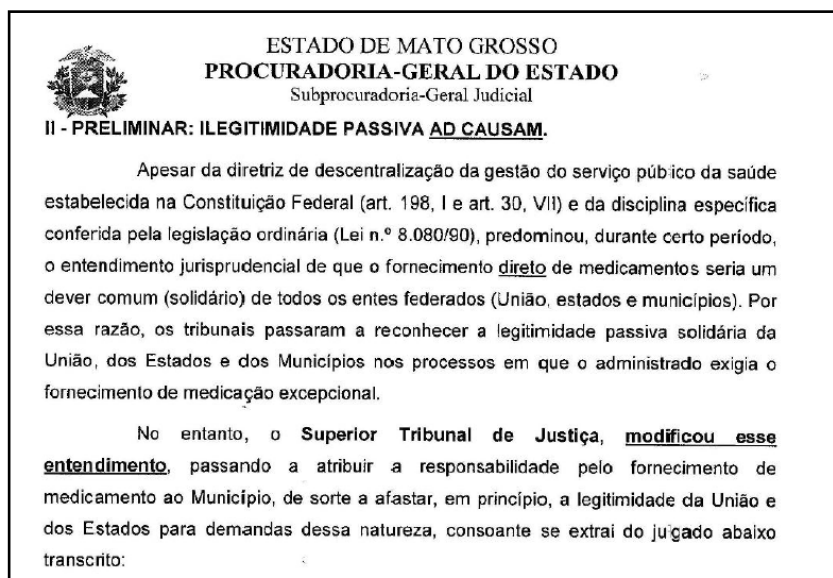 ESTADO DE MATO GROSSO
PROCURADORIA-GERAL DO ESTADO
Subprocuradoria-Geral Judicial
II - PRELIMINAR: ILEGITIMIDADE PASSIVA AD CAUSAM.
Apesar da diretriz de descentralização da gestão do serviço público da saúde
estabelecida na Constituição Federal (art. 198, I e art. 30, VII) e da disciplina específica
conferida pela legislação ordinária (Lei n.º 8.080/90), predominou, durante certo período,
o entendimento jurisprudencial de que o fornecimento direto de medicamentos seria um
dever comum (solidário) de todos os entes federados (União, estados e municípios). Por
essa razão, os tribunais passaram a reconhecer a legitimidade passiva solidária da
União, dos Estados e dos Municípios nos processos em que o administrado exigia o
fornecimento de medicação excepcional.
No entanto, o Superior Tribunal de Justiça, modificou esse
entendimento, passando a atribuir a responsabilidade pelo fornecimento de
medicamento ao Município, de sorte a afastar, em princípio, a legitimidade da União e
dos Estados para demandas dessa natureza, consoante se extrai do julgado abaixo
transcrito: